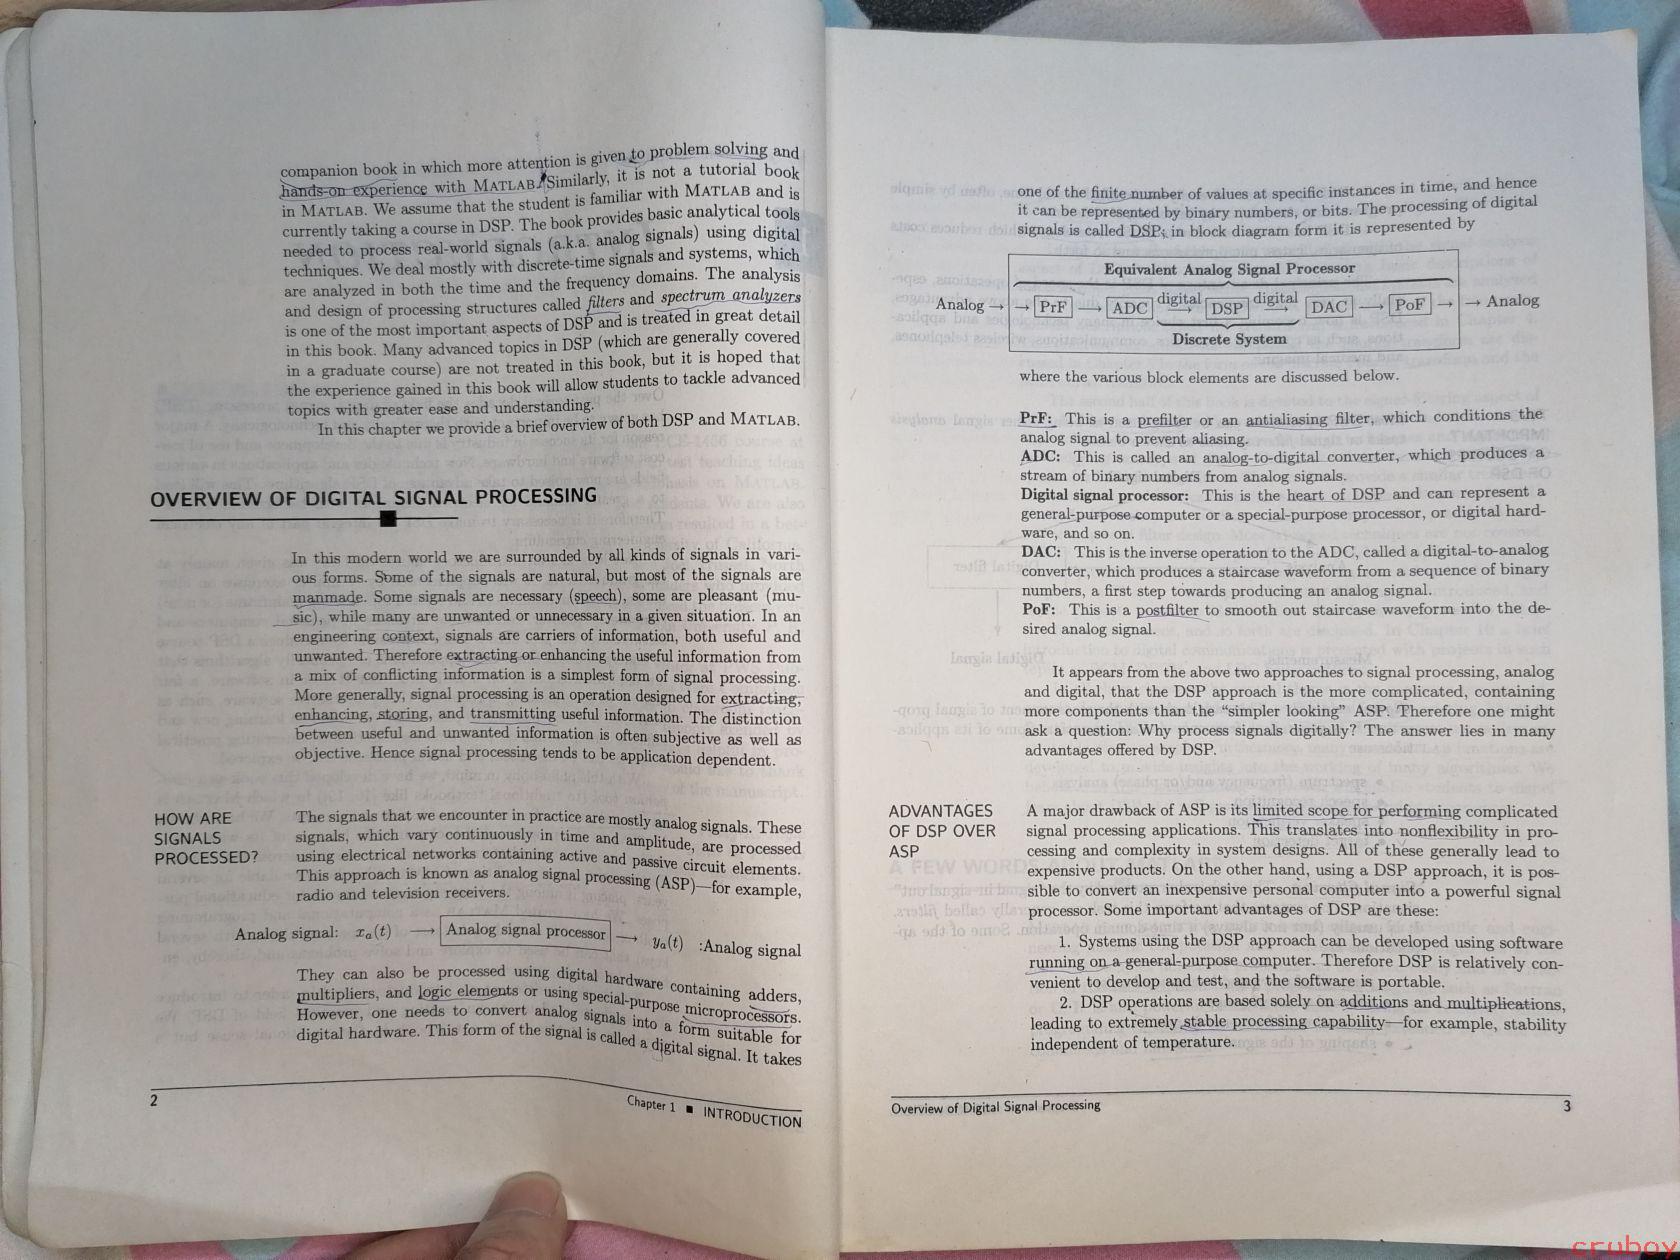 companion book in which more attention is given to problem solving and
hands-on experience with MATLAB. Similarly, it is not a tutorial book
in MATLAB. We assume that the student is familiar with MATLAB and is
currently taking a course in DSP. The book provides basic analytical tools
needed to process real-world signals (a.k.a. analog signals) using digital
techniques. We deal mostly with discrete-time signals and systems, which
are analyzed in both the time and the frequency domains. The analysis
and design of processing structures called filters and spectrum analyzers
is one of the most important aspects of DSP and is treated in great detail
in this book. Many advanced topics in DSP (which are generally covered
in a graduate course) are not treated in this book, but it is hoped that
the experience gained in this book will allow students to tackle advanced
topics with greater ease and understanding.
In this chapter we provide a brief overview of both DSP and MATLAB.
OVERVIEW OF DIGITAL SIGNAL PROCESSING
In this modern world we are surrounded by all kinds of signals in vari-
ous forms. Some of the signals are natural, but most of the signals are
manmade. Some signals are necessary (speech), some are pleasant (mu-
sic), while many are unwanted or unnecessary in a given situation. In an
engineering context, signals are carriers of information, both useful and
unwanted. Therefore extracting or enhancing the useful information from
a mix of conflicting information is a simplest form of signal processing.
More generally, signal processing is an operation designed for extracting,
enhancing, storing, and transmitting useful information. The distinction
between useful and unwanted information is often subjective as well as
objective. Hence signal processing tends to be application dependent.
HOW ARE
SIGNALS
PROCESSED?
The signals that we encounter in practice are mostly analog signals. These
signals, which vary continuously in time and amplitude, are processed
using electrical networks containing active and passive circuit elements.
This approach is known as analog signal processing (ASP)—for example,
radio and television receivers.
Analog signal: xₐ(t) → Analog signal processor → yₐ(t) :Analog signal
They can also be processed using digital hardware containing adders,
multipliers, and logic elements or using special-purpose microprocessors.
However, one needs to convert analog signals into a form suitable for
digital hardware. This form of the signal is called a digital signal. It takes
2
Chapter 1 ■ INTRODUCTION
one of the finite number of values at specific instances in time, and hence
it can be represented by binary numbers, or bits. The processing of digital
signals is called DSP; in block diagram form it is represented by
Equivalent Analog Signal Processor
Analog → → PrF → ADC digital → DSP digital → DAC → PoF → → Analog
Discrete System
where the various block elements are discussed below.
PrF: This is a prefilter or an antialiasing filter, which conditions the
analog signal to prevent aliasing.
ADC: This is called an analog-to-digital converter, which produces a
stream of binary numbers from analog signals.
Digital signal processor: This is the heart of DSP and can represent a
general-purpose computer or a special-purpose processor, or digital hard-
ware, and so on.
DAC: This is the inverse operation to the ADC, called a digital-to-analog
converter, which produces a staircase waveform from a sequence of binary
numbers, a first step towards producing an analog signal.
PoF: This is a postfilter to smooth out staircase waveform into the de-
sired analog signal.
It appears from the above two approaches to signal processing, analog
and digital, that the DSP approach is the more complicated, containing
more components than the “simpler looking” ASP. Therefore one might
ask a question: Why process signals digitally? The answer lies in many
advantages offered by DSP.
ADVANTAGES
OF DSP OVER
ASP
A major drawback of ASP is its limited scope for performing complicated
signal processing applications. This translates into nonflexibility in pro-
cessing and complexity in system designs. All of these generally lead to
expensive products. On the other hand, using a DSP approach, it is pos-
sible to convert an inexpensive personal computer into a powerful signal
processor. Some important advantages of DSP are these:
1. Systems using the DSP approach can be developed using software
running on a general-purpose computer. Therefore DSP is relatively con-
venient to develop and test, and the software is portable.
2. DSP operations are based solely on additions and multiplications,
leading to extremely stable processing capability—for example, stability
independent of temperature.
Overview of Digital Signal Processing
3